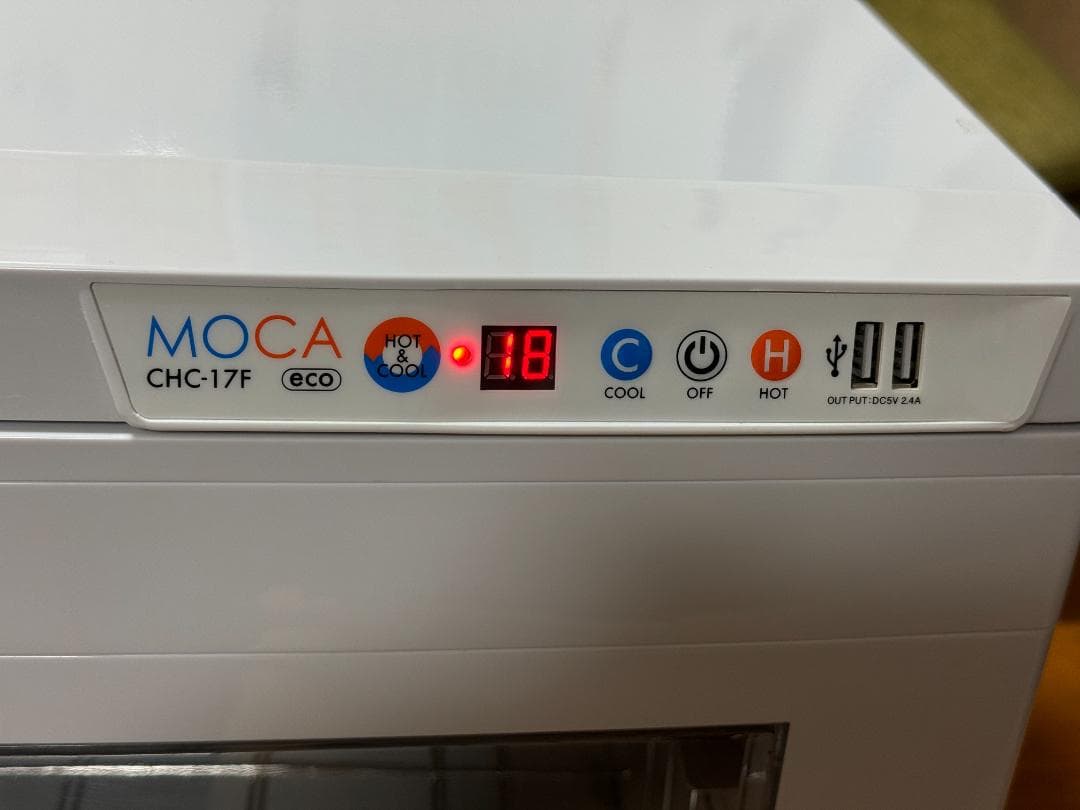 MOCA
CHC-17F eco
HOT
&
COOL
18
C
COOL
OFF
H
HOT
OUT PUT:DC5V 2.4A